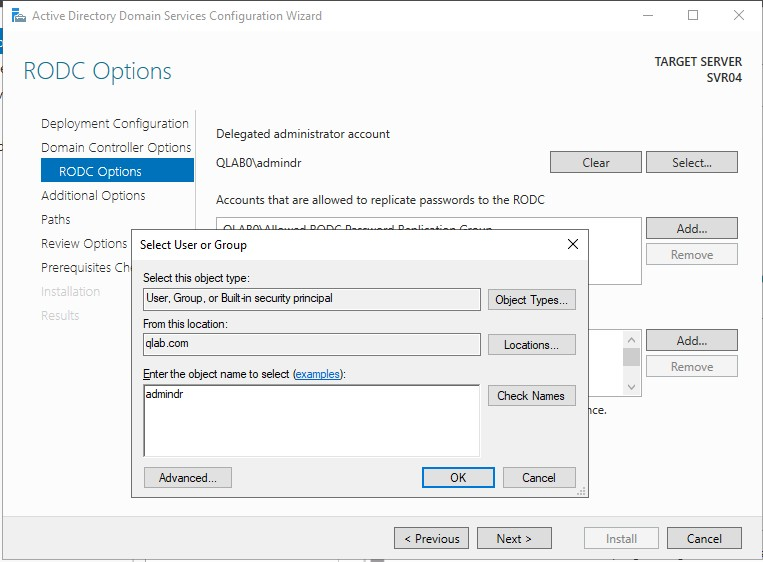 Active Directory Domain Services Configuration Wizard
RODC Options
TARGET SERVER
SVR04
Deployment Configuration
Domain Controller Options
RODC Options
Additional Options
Paths
Review Options
Prerequisites Ch
Installation
Results
Delegated administrator account
QLAB0\admindr
Clear
Select...
Accounts that are allowed to replicate passwords to the RODC
QLAB0\Allowed RODC Password Replication Group
Add...
Remove
Add...
Remove
nce.
Select User or Group
Select this object type:
User, Group, or Built-in security principal
Object Types...
From this location:
qlab.com
Locations...
Enter the object name to select (examples):
admindr
Check Names
Advanced...
OK
Cancel
< Previous
Next >
Install
Cancel